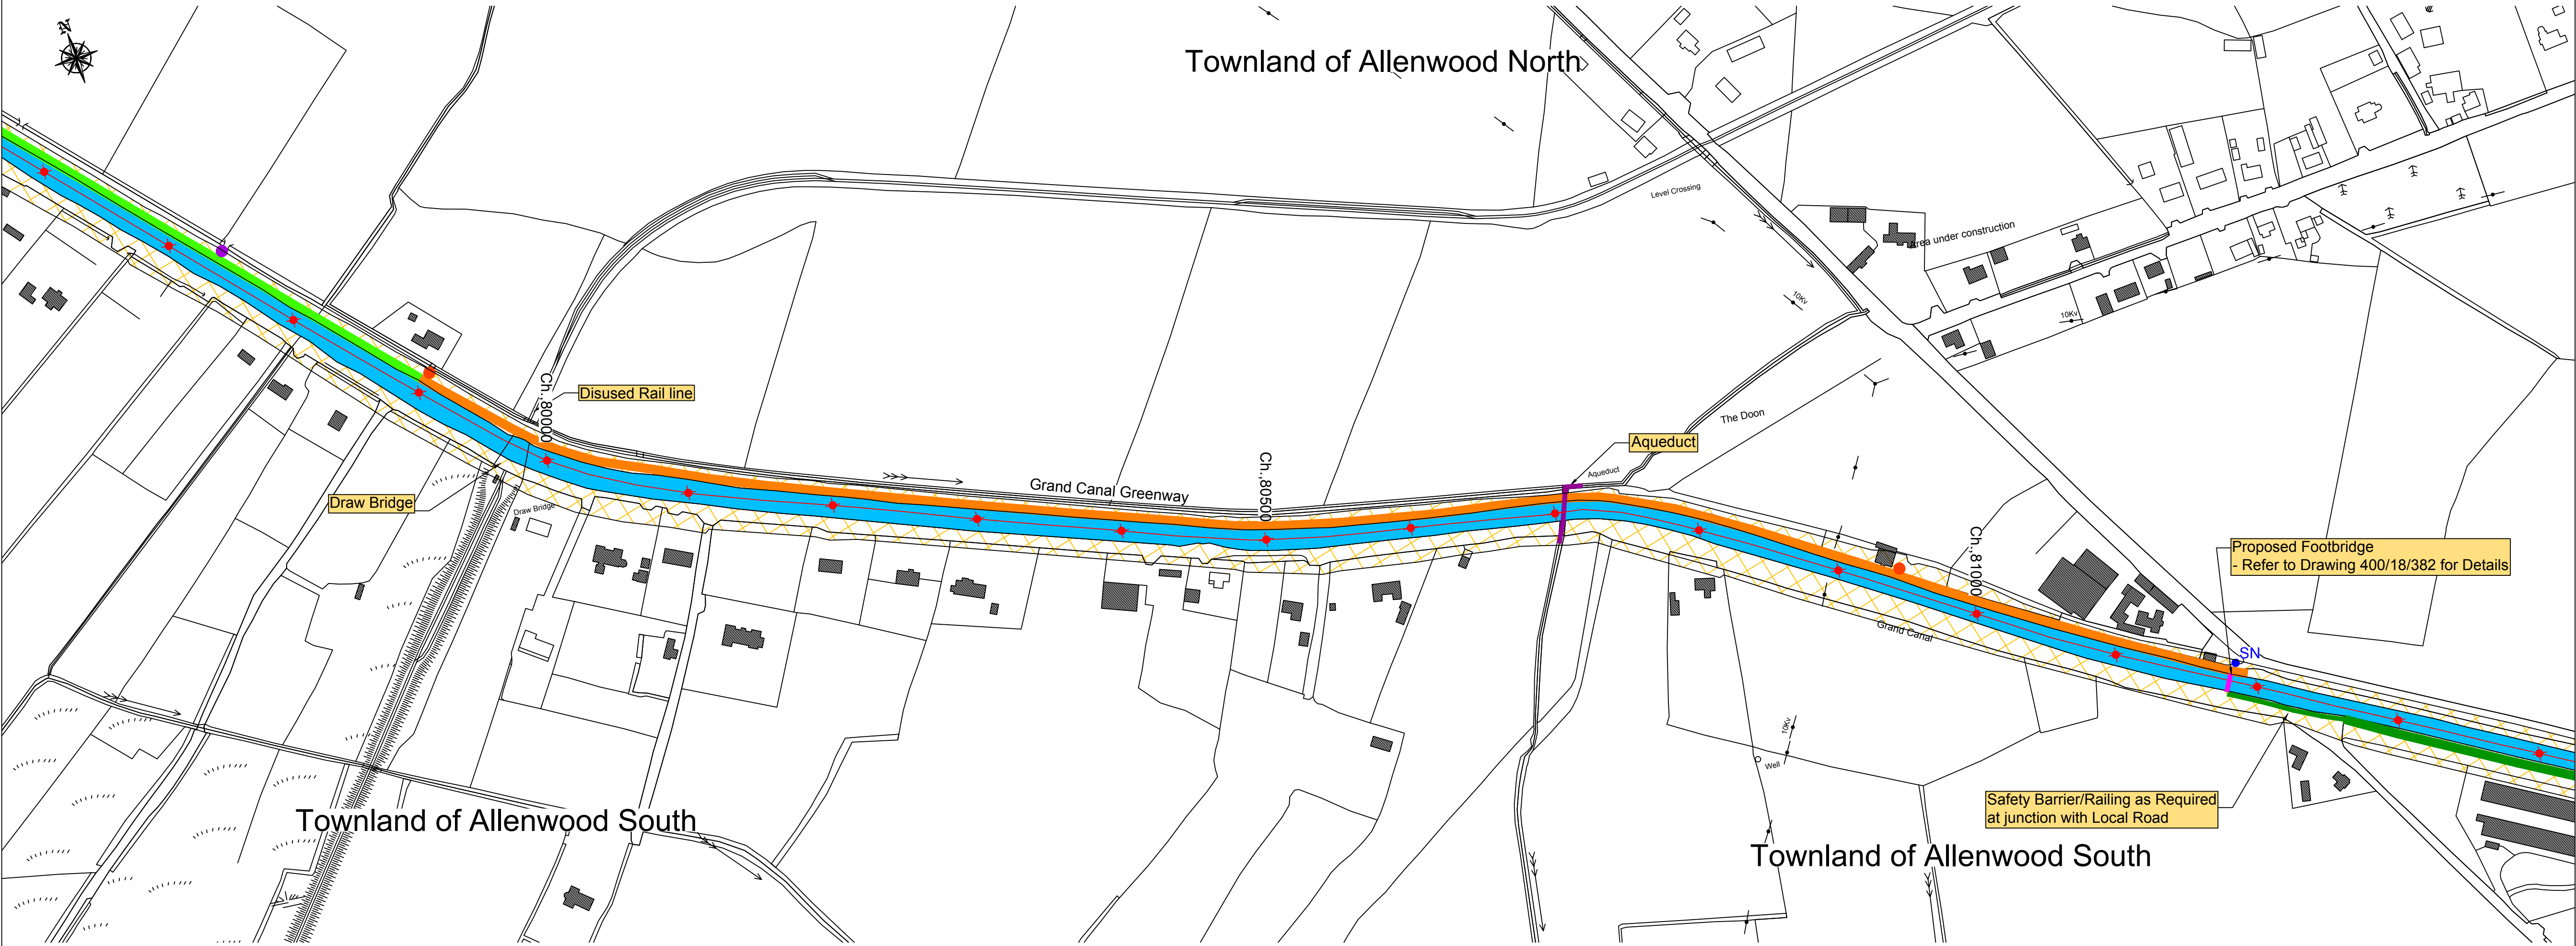 N
Townland of Allenwood North
Level Crossing
Area under construction
10Kv
10Kv
Ch.,80000
Disused Rail line
The Doon
Aqueduct
Aqueduct
Ch.,80500
Grand Canal Greenway
Draw Bridge
Draw Bridge
Ch.,81000
Proposed Footbridge
- Refer to Drawing 400/18/382 for Details
Grand Canal
SN
10Kv
Well
Safety Barrier/Railing as Required
at junction with Local Road
Townland of Allenwood South
Townland of Allenwood South